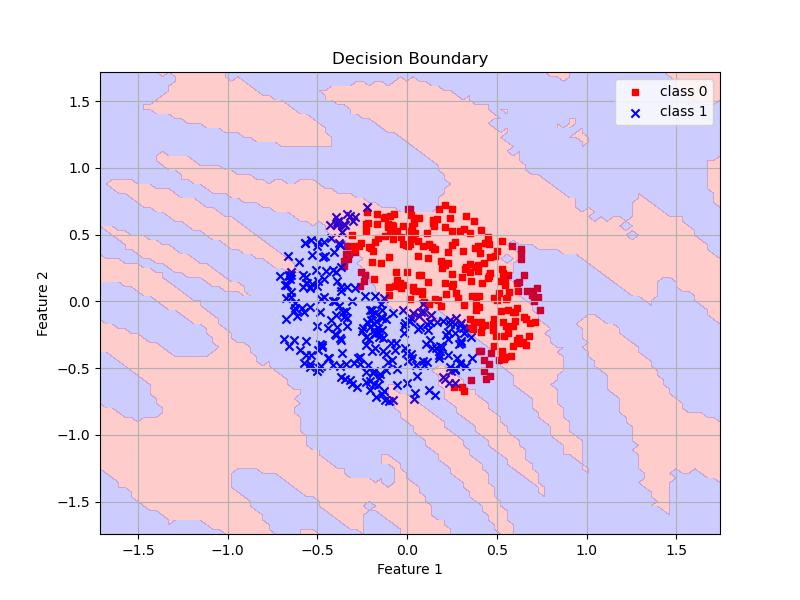 Decision Boundary
class 0
class 1
1.5
1.0
0.5
0.0
−0.5
−1.0
−1.5
Feature 2
−1.5 −1.0 −0.5 0.0 0.5 1.0 1.5
Feature 1